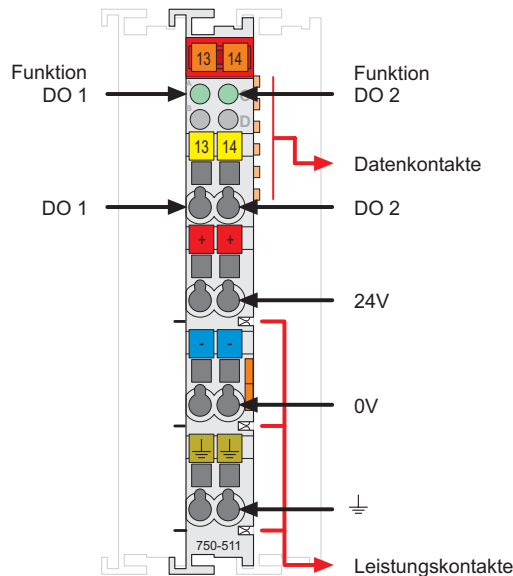 13 14
Funktion
DO 1
Funktion
DO 2
A
B
C
D
13 14
Datenkontakte
DO 1
DO 2
+ +
24V
- -
0V
750-511
Leistungskontakte